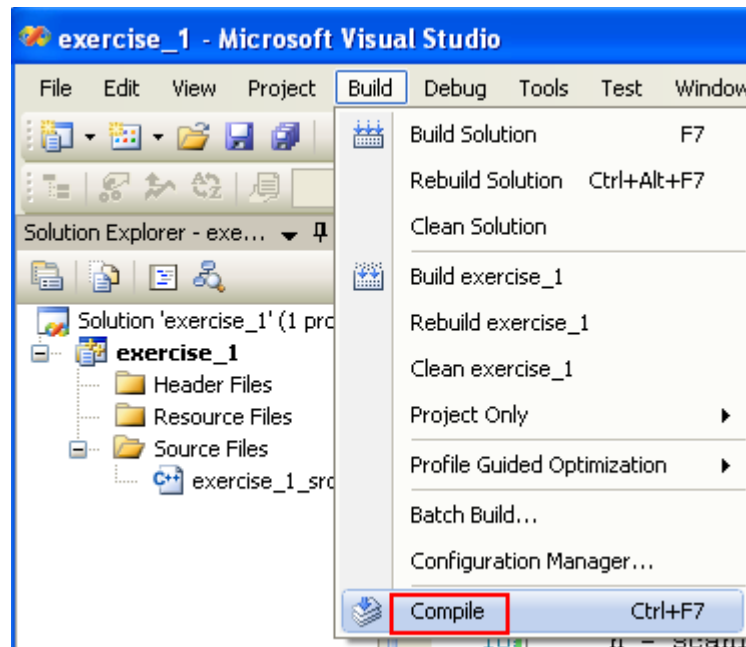 exercise_1 - Microsoft Visual Studio
File Edit View Project Build Debug Tools Test Window
Build Solution F7
Rebuild Solution Ctrl+Alt+F7
Clean Solution
Build exercise_1
Rebuild exercise_1
Clean exercise_1
Project Only
Profile Guided Optimization
Batch Build...
Configuration Manager...
Compile Ctrl+F7
Solution Explorer - exe...
Solution 'exercise_1' (1 pro
exercise_1
Header Files
Resource Files
Source Files
C++ exercise_1_src